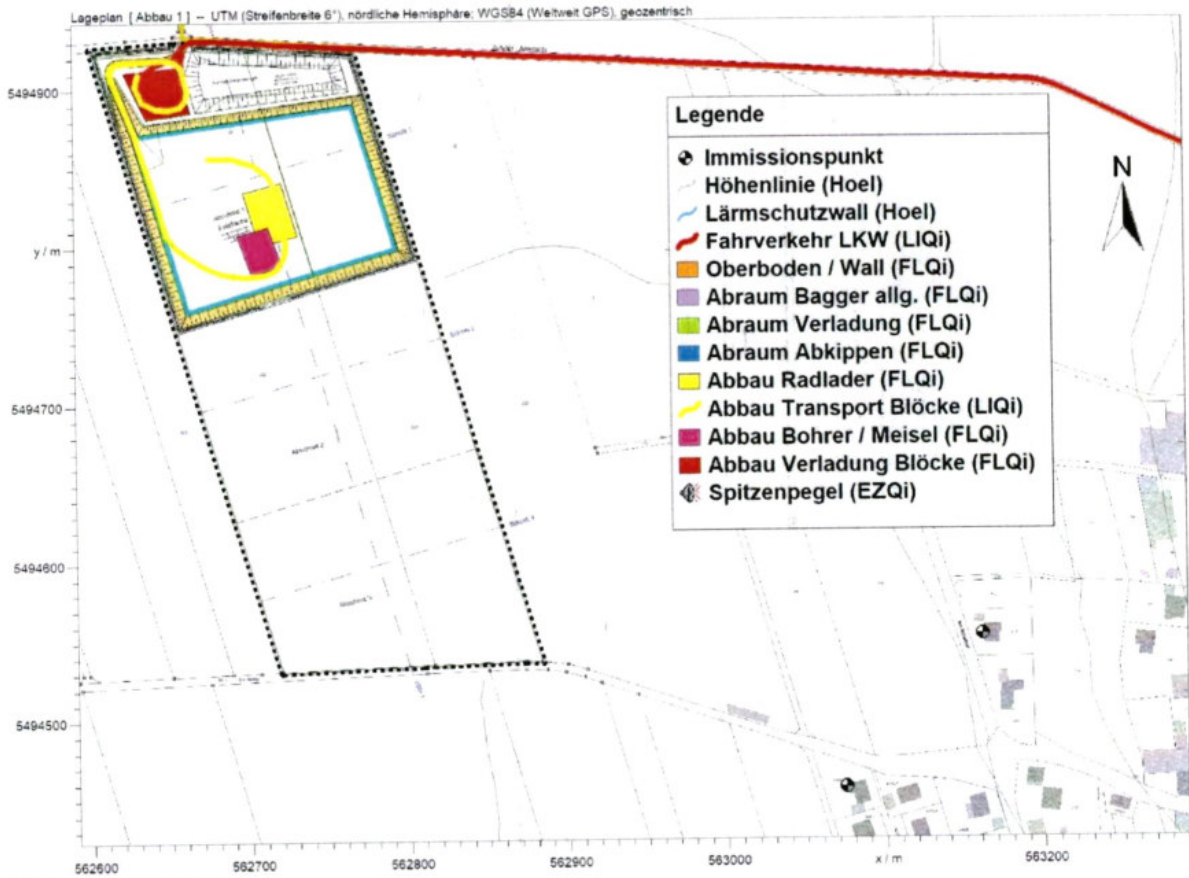 Lageplan [ Abbau 1 ] -- UTM (Streifenbreite 6°), nördliche Hemisphäre; WGS84 (Weltweit GPS), geozentrisch
5494900
y / m
5494700
5494600
5494500
Legende
Immissionspunkt
Höhenlinie (Hoel)
Lärmschutzwall (Hoel)
Fahrverkehr LKW (LIQi)
Oberboden / Wall (FLQi)
Abraum Bagger allg. (FLQi)
Abraum Verladung (FLQi)
Abraum Abkippen (FLQi)
Abbau Radlader (FLQi)
Abbau Transport Blöcke (LIQi)
Abbau Bohrer / Meisel (FLQi)
Abbau Verladung Blöcke (FLQi)
Spitzenpegel (EZQi)
N
Abschnitt 2
562600
562700
562800
562900
563000
x / m
563200